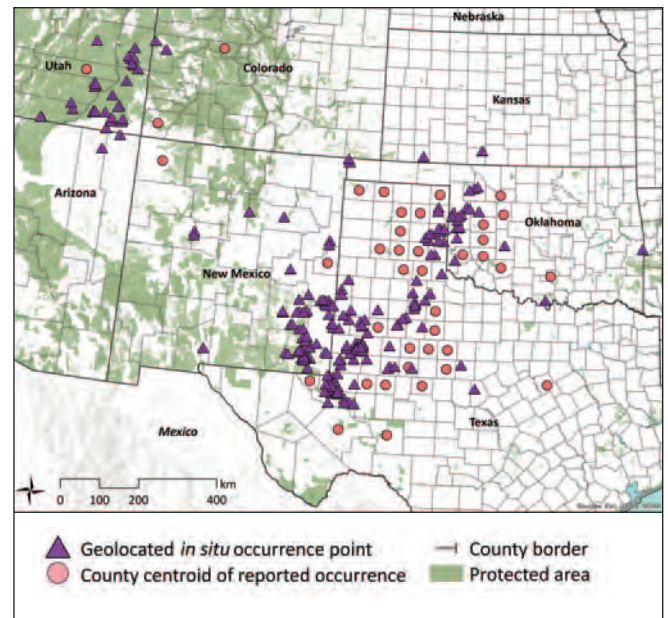 Nebraska
Utah
Colorado
Kansas
Arizona
Oklahoma
New Mexico
Mexico
Texas
km
0 100 200 400
Geolocated in situ occurrence point
County border
County centroid of reported occurrence
Protected area